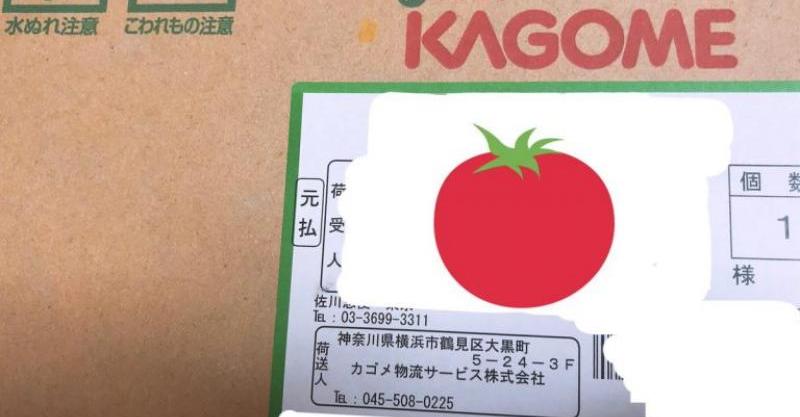 水ぬれ注意
こわれもの注意
KAGOME
元払
荷受人
個 数
1
様
TEL : 03-3699-3311
荷送人
神奈川県横浜市鶴見区大黒町
5-24-3F
カゴメ物流サービス株式会社
TEL : 045-508-0225